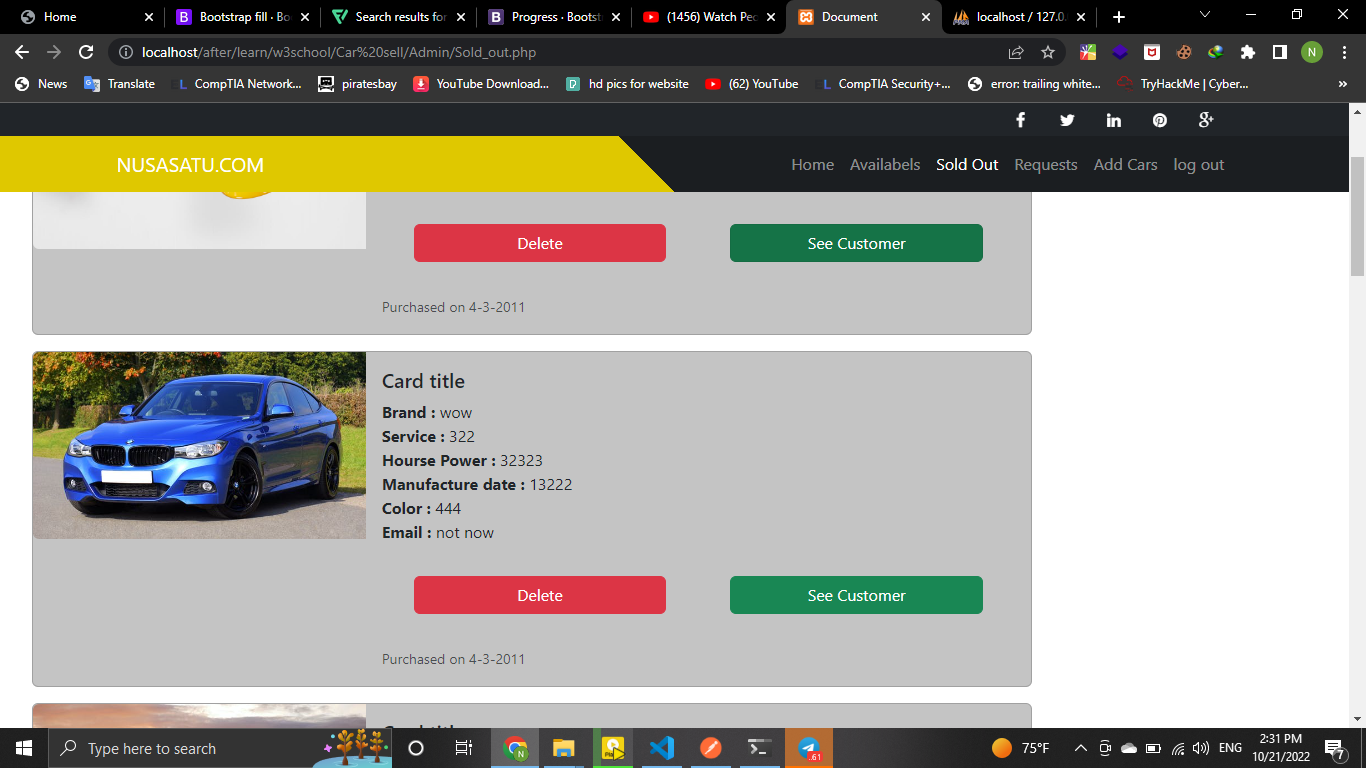 Home
Bootstrap fill · Bo
Search results for
Progress · Bootst
(1456) Watch Pec
Document
localhost / 127.0.
localhost/after/learn/w3school/Car%20sell/Admin/Sold_out.php
N
News
Translate
L CompTIA Network...
piratesbay
YouTube Download...
hd pics for website
(62) YouTube
L CompTIA Security+...
error: trailing white...
TryHackMe | Cyber...
»
NUSASATU.COM
Home
Availabels
Sold Out
Requests
Add Cars
log out
Delete
See Customer
Purchased on 4-3-2011
Card title
Brand : wow
Service : 322
Hourse Power : 32323
Manufacture date : 13222
Color : 444
Email : not now
Delete
See Customer
Purchased on 4-3-2011
Type here to search
75°F
ENG
2:31 PM
10/21/2022
7